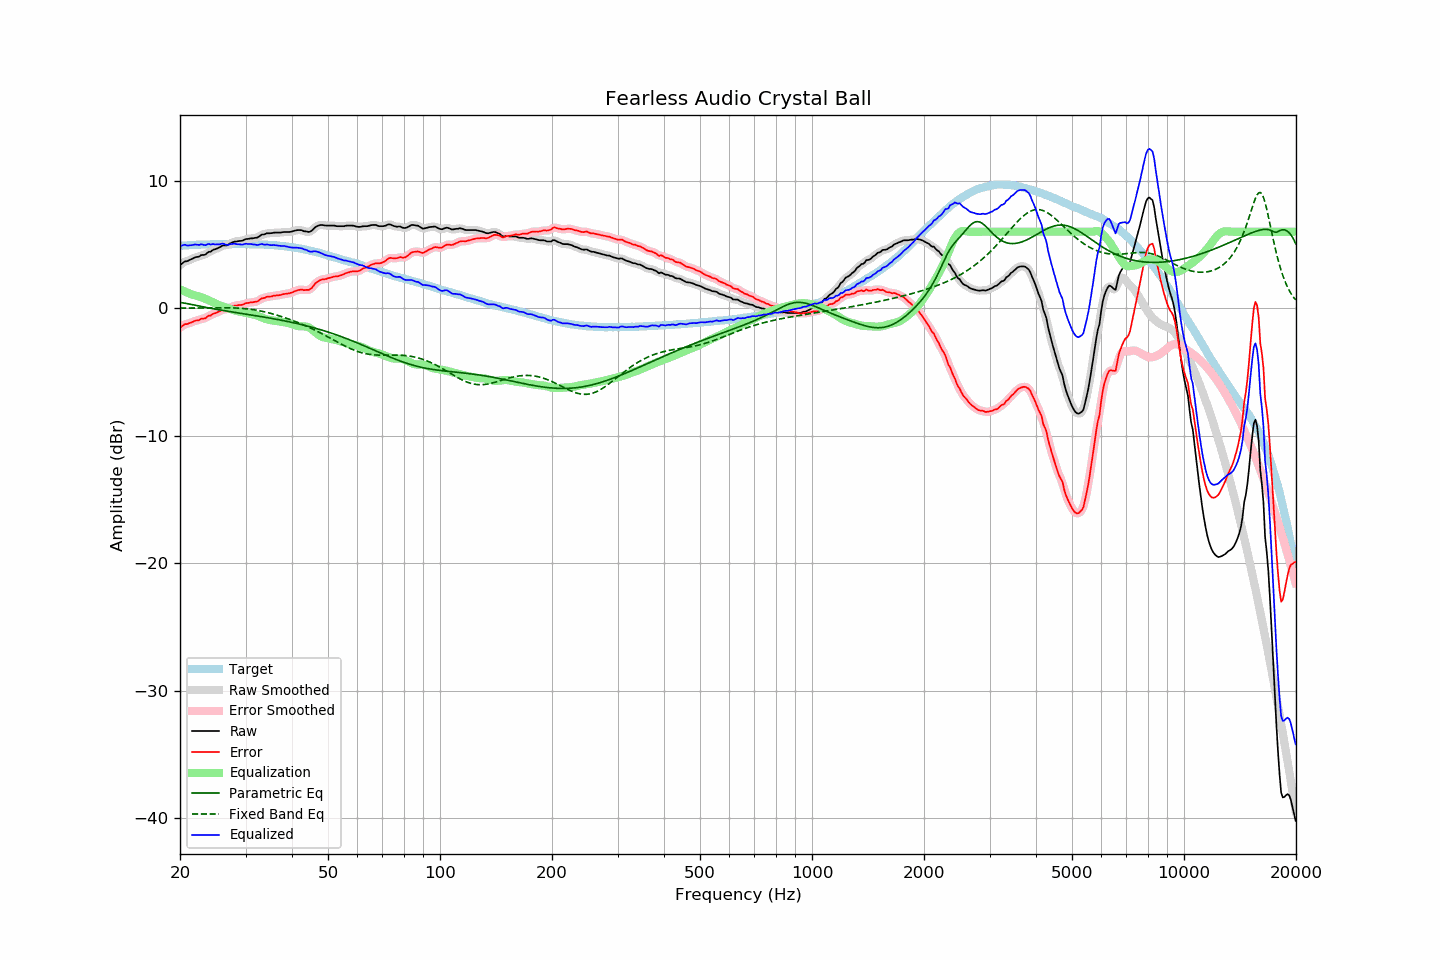 Fearless Audio Crystal Ball
Amplitude (dBr)
10
0
−10
−20
−30
−40
Target
Raw Smoothed
Error Smoothed
Raw
Error
Equalization
Parametric Eq
Fixed Band Eq
Equalized
20 50 100 200 500 1000 2000 5000 10000 20000
Frequency (Hz)